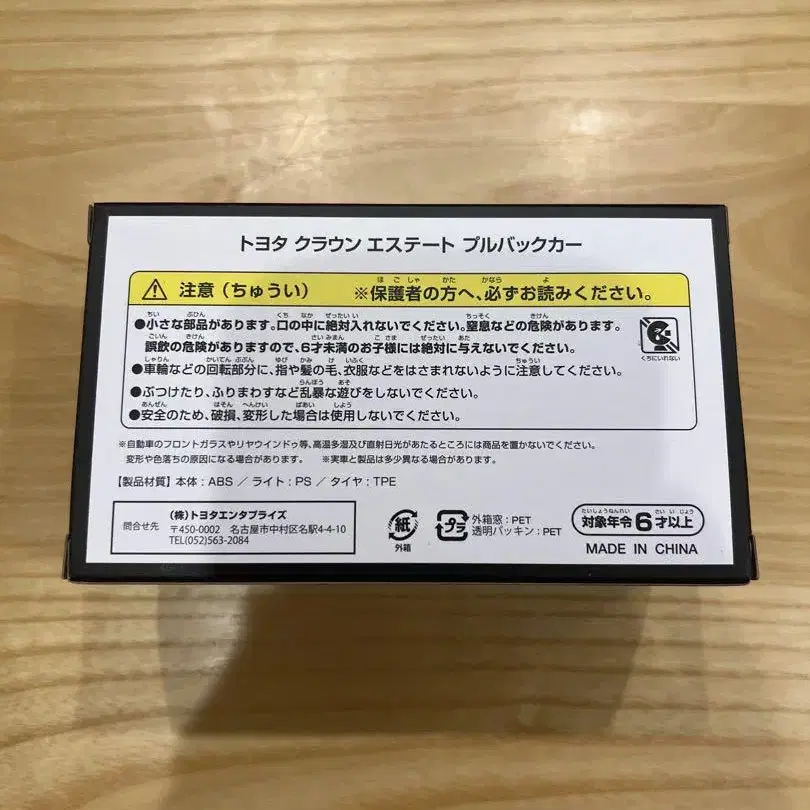 トヨタ クラウン エステート プルバックカー
注意（ちゅうい） ※保護者の方へ、必ずお読みください。
●小さな部品があります。口の中に絶対入れないでください。窒息などの危険があります。
誤飲の危険がありますので、6才未満のお子様には絶対に与えないでください。
くちにいれない
●車輪などの回転部分に、指や髪の毛、衣服などをはさまれないように注意してください。
●ぶつけたり、ふりまわすなど乱暴な遊びをしないでください。
●安全のため、破損、変形した場合は使用しないでください。
※自動車のフロントガラスやリヤウインドゥ等、高温多湿及び直射日光があたるところには商品を置かないでください。
変形や色落ちの原因になる場合があります。 ※実車と製品は多少異なる場合があります。
【製品材質】本体：ABS ／ ライト：PS ／ タイヤ：TPE
問合せ先
（株）トヨタエンタプライズ
〒450-0002 名古屋市中村区名駅4-4-10
TEL(052)563-2084
紙
外箱
プラ
外箱窓：PET
透明パッキン：PET
たいしょうねんれい さい いじょう
対象年令6才以上
MADE IN CHINA